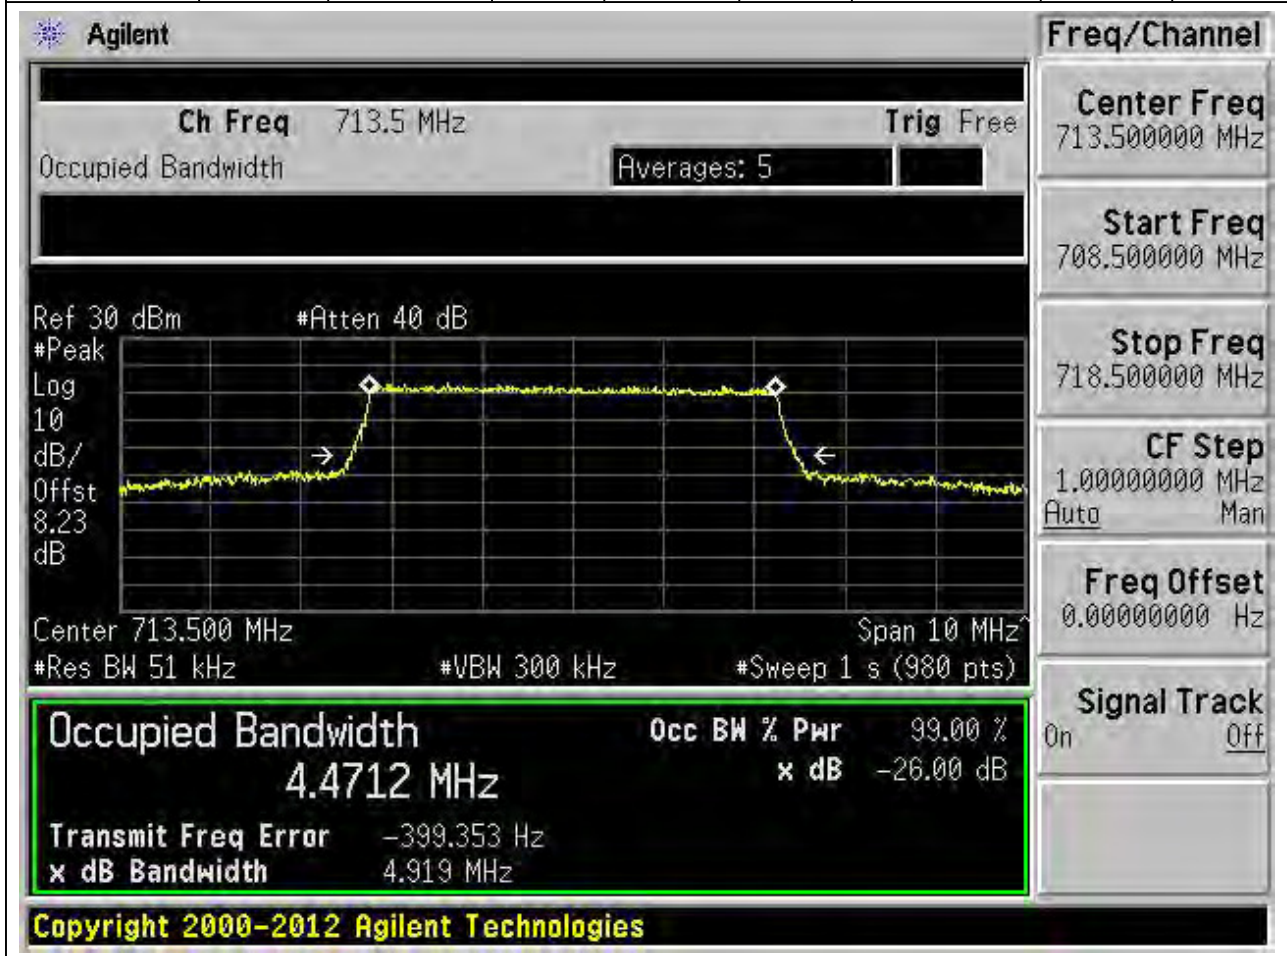 Agilent
Freq/Channel
Ch Freq 713.5 MHz
Trig Free
Occupied Bandwidth
Averages: 5
Center Freq
713.500000 MHz
Start Freq
708.500000 MHz
Stop Freq
718.500000 MHz
CF Step
1.00000000 MHz
Auto Man
Freq Offset
0.00000000 Hz
Signal Track
On Off
Ref 30 dBm #Atten 40 dB
#Peak
Log
10
dB/
Offst
8.23
dB
Center 713.500 MHz Span 10 MHz^
#Res BW 51 kHz #VBW 300 kHz #Sweep 1 s (980 pts)
Occupied Bandwidth
4.4712 MHz
Occ BW % Pwr 99.00 %
x dB -26.00 dB
Transmit Freq Error -399.353 Hz
x dB Bandwidth 4.919 MHz
Copyright 2000-2012 Agilent Technologies